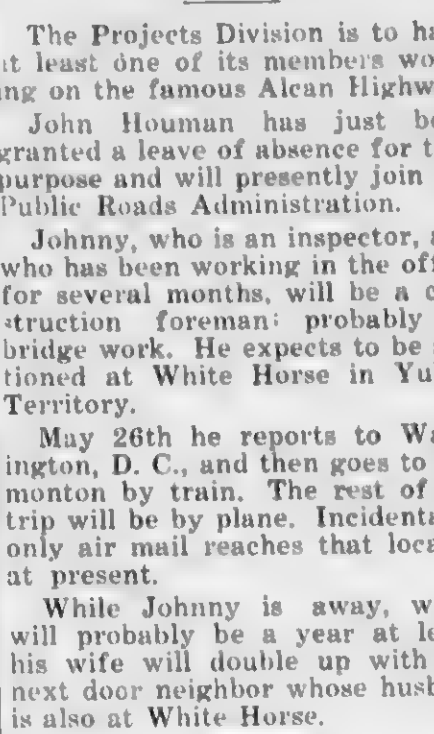 The Projects Division is to ha
at least one of its members wo
ing on the famous Alcan Highw
John Houman has just be
granted a leave of absence for t
purpose and will presently join
Public Roads Administration.
Johnny, who is an inspector, a
who has been working in the off
for several months, will be a c
struction foreman; probably
bridge work. He expects to be s
tioned at White Horse in Yu
Territory.
May 26th he reports to Wa
ington, D. C., and then goes to
monton by train. The rest of
trip will be by plane. Incidenta
only air mail reaches that loca
at present.
While Johnny is away, w
will probably be a year at le
his wife will double up with
next door neighbor whose husb
is also at White Horse.